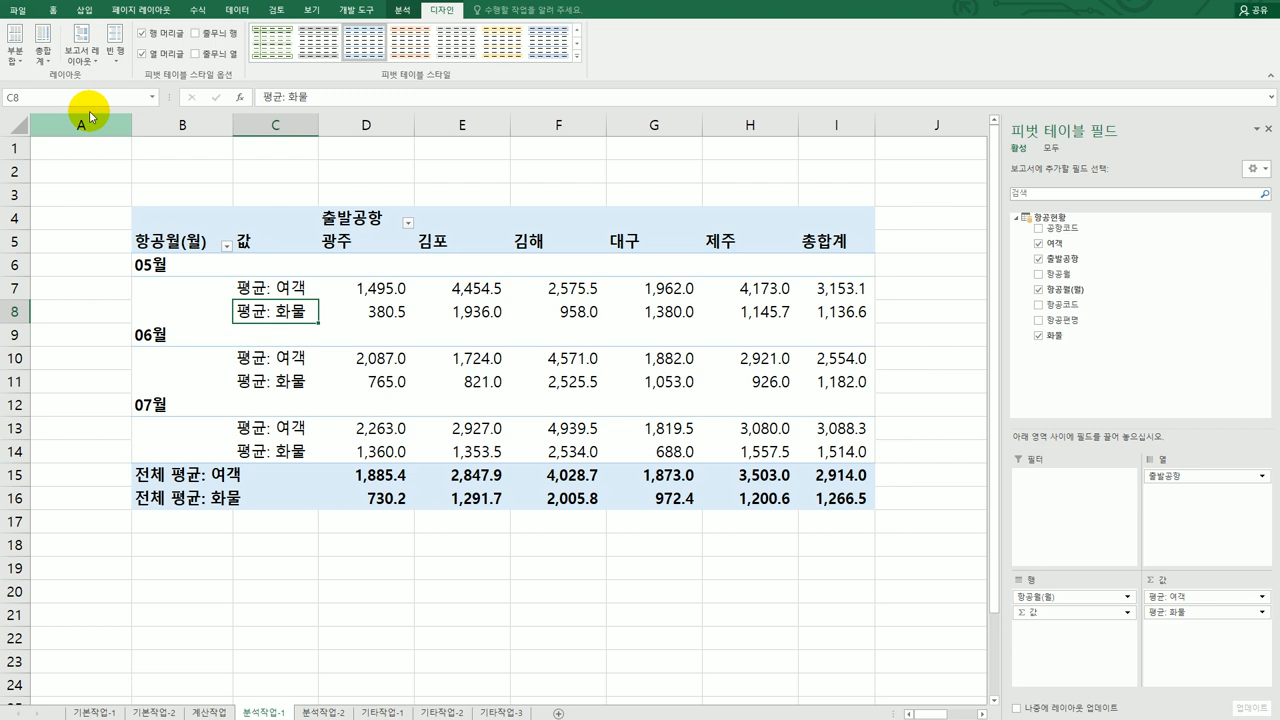 파일 홈 삽입 페이지 레이아웃 수식 데이터 검토 보기 개발 도구 분석 디자인 수행할 작업을 알려 주세요. 공유
부분합 총합계 보고서 레이아웃 빈 행
행 머리글 줄무늬 행
열 머리글 줄무늬 열
레이아웃 피벗 테이블 스타일 옵션 피벗 테이블 스타일
C8 fx 평균: 화물
A B C D E F G H I J
1
2
3
4 출발공항
5 항공월(월) 값 광주 김포 김해 대구 제주 총합계
6 05월
7 평균: 여객 1,495.0 4,454.5 2,575.5 1,962.0 4,173.0 3,153.1
8 평균: 화물 380.5 1,936.0 958.0 1,380.0 1,145.7 1,136.6
9 06월
10 평균: 여객 2,087.0 1,724.0 4,571.0 1,882.0 2,921.0 2,554.0
11 평균: 화물 765.0 821.0 2,525.5 1,053.0 926.0 1,182.0
12 07월
13 평균: 여객 2,263.0 2,927.0 4,939.5 1,819.5 3,080.0 3,088.3
14 평균: 화물 1,360.0 1,353.5 2,534.0 688.0 1,557.5 1,514.0
15 전체 평균: 여객 1,885.4 2,847.9 4,028.7 1,873.0 3,503.0 2,914.0
16 전체 평균: 화물 730.2 1,291.7 2,005.8 972.4 1,200.6 1,266.5
17
18
19
20
21
22
23
24
피벗 테이블 필드
활성 모두
보고서에 추가할 필드 선택:
검색
항공현황
공항코드
여객
출발공항
항공월
항공월(월)
항공코드
항공편명
화물
아래 영역 사이에 필드를 끌어 놓으십시오.
필터 열
출발공항
행 Σ 값
항공월(월) 평균: 여객
Σ 값 평균: 화물
나중에 레이아웃 업데이트 업데이트
기본작업-1 기본작업-2 계산작업 분석작업-1 분석작업-2 기타작업-1 기타작업-2 기타작업-3